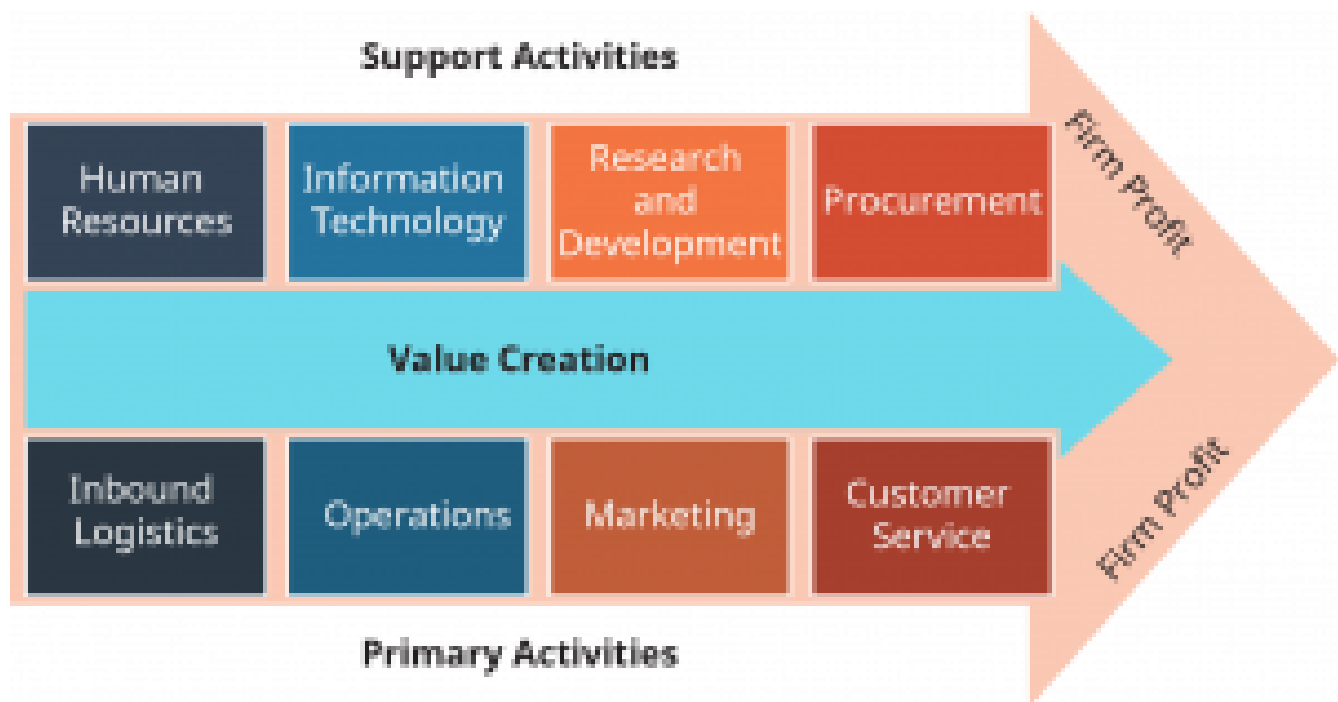 Support Activities
Human
Resources
Information
Technology
Research
and
Development
Procurement
Firm Profit
Value Creation
Inbound
Logistics
Operations
Marketing
Customer
Service
Firm Profit
Primary Activities